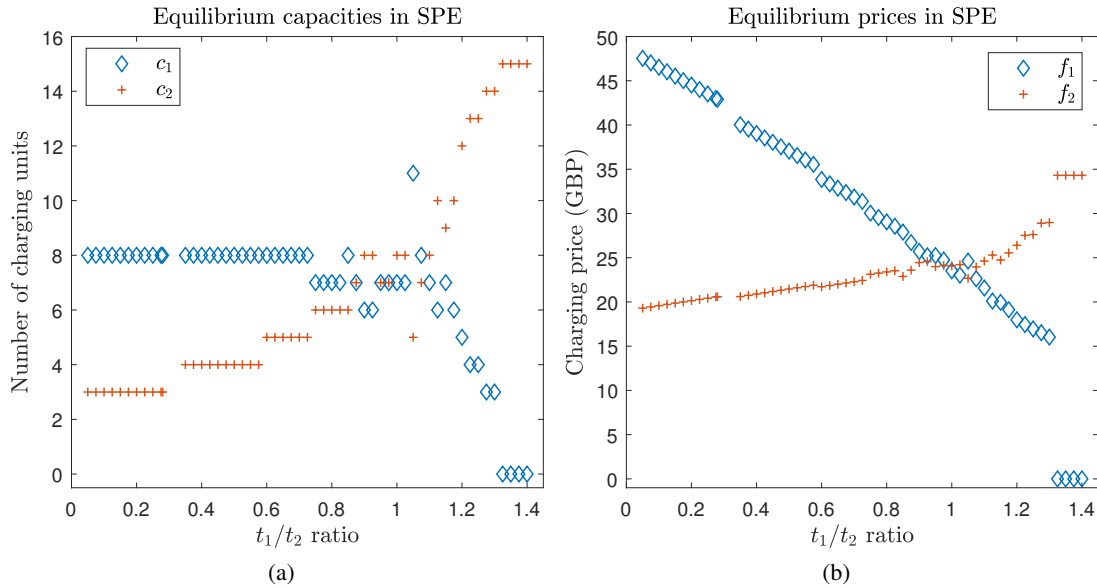 Equilibrium capacities in SPE
16
14
12
10
8
6
4
2
0
Number of charging units
c₁
c₂
0 0.2 0.4 0.6 0.8 1 1.2 1.4
t₁/t₂ ratio
(a)
Equilibrium prices in SPE
50
45
40
35
30
25
20
15
10
5
0
Charging price (GBP)
f₁
f₂
0 0.2 0.4 0.6 0.8 1 1.2 1.4
t₁/t₂ ratio
(b)